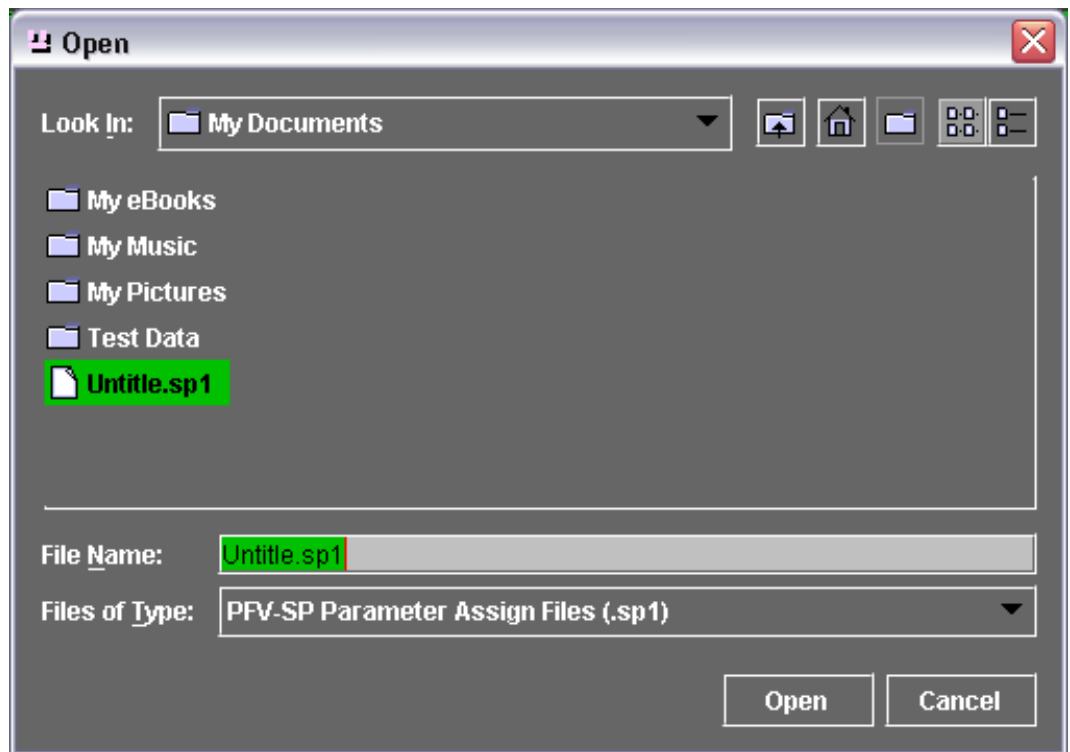 Open
Look In: My Documents
My eBooks
My Music
My Pictures
Test Data
Untitle.sp1
File Name: Untitle.sp1
Files of Type: PFV-SP Parameter Assign Files (.sp1)
Open Cancel